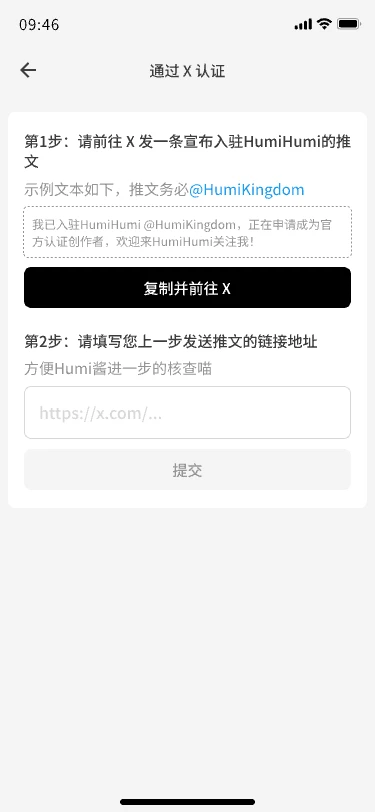 09:46
通过 X 认证
第1步：请前往 X 发一条宣布入驻HumiHumi的推
文
示例文本如下，推文务必@HumiKingdom
我已入驻HumiHumi @HumiKingdom，正在申请成为官
方认证创作者，欢迎来HumiHumi关注我！
复制并前往 X
第2步：请填写您上一步发送推文的链接地址
方便Humi酱进一步的核查喵
https://x.com/...
提交